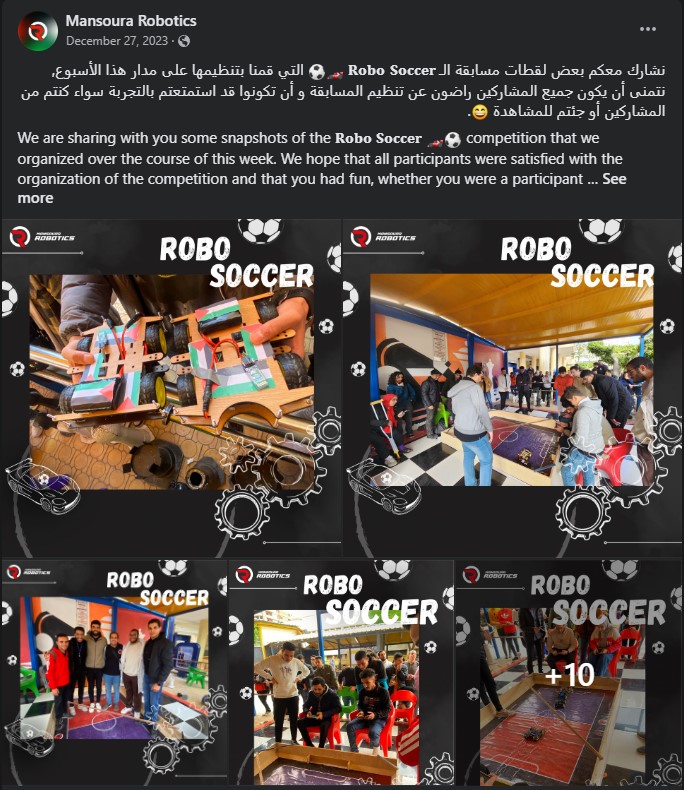 Mansoura Robotics
December 27, 2023 ·
نشارك معكم بعض لقطات مسابقة الـ Robo Soccer 🏎️⚽ التي قمنا بتنظيمها على مدار هذا الأسبوع,
نتمنى أن يكون جميع المشاركين راضون عن تنظيم المسابقة و أن تكونوا قد استمتعتم بالتجربة سواء كنتم من
المشاركين أو جئتم للمشاهدة 😄.
We are sharing with you some snapshots of the Robo Soccer 🏎️⚽ competition that we
organized over the course of this week. We hope that all participants were satisfied with the
organization of the competition and that you had fun, whether you were a participant ... See
more
MANSOURA
ROBOTICS
ROBO
SOCCER
MANSOURA
ROBOTICS
ROBO
SOCCER
MANSOURA
ROBOTICS
ROBO
SOCCER
MANSOURA
ROBOTICS
ROBO
SOCCER
MANSOURA
ROBOTICS
ROBO
SOCCER
+10